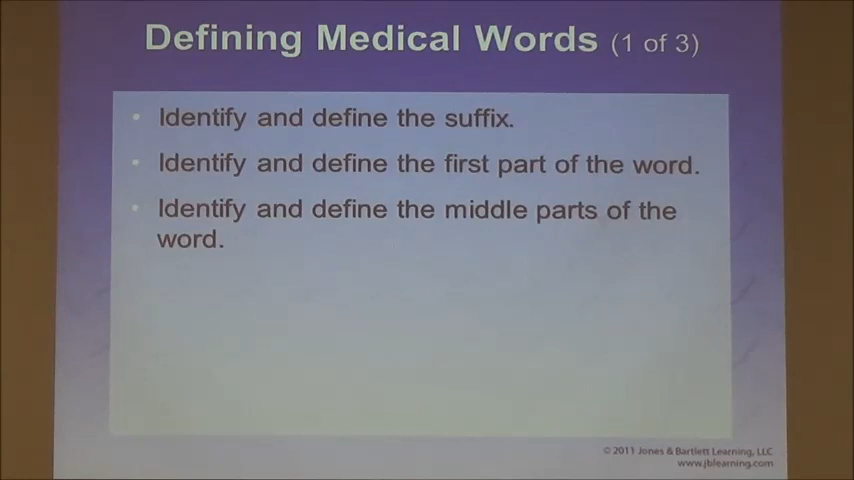 Defining Medical Words (1 of 3)
• Identify and define the suffix.
• Identify and define the first part of the word.
• Identify and define the middle parts of the
word.
© 2011 Jones & Bartlett Learning, LLC
www.jblearning.com